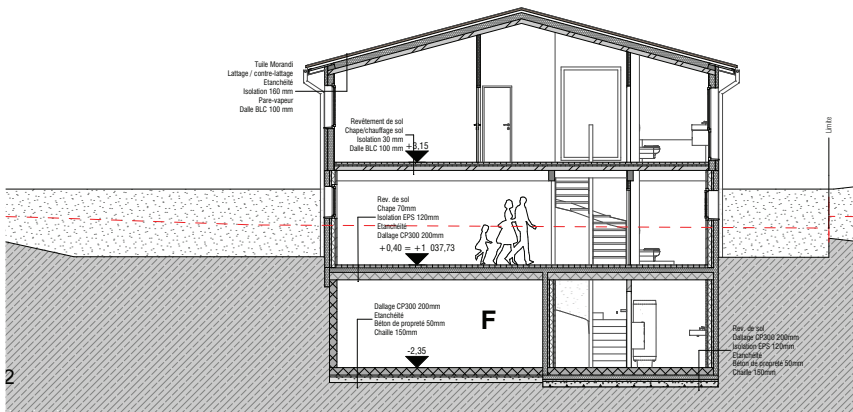 Tuile Morandi
Lattage / contre-lattage
Etanchéité
Isolation 160 mm
Pare-vapeur
Dalle BLC 100 mm
Revêtement de sol
Chape/chauffage sol
Isolation 30 mm
Dalle BLC 100 mm
+3,15
Limite
Rev. de sol
Chape 70mm
Isolation EPS 120mm
Etanchéité
Dallage CP300 200mm
+0,40 = +1 037,73
Dallage CP300 200mm
Etanchéité
Béton de propreté 50mm
Chaille 150mm
F
-2,35
Rev. de sol
Dallage CP300 200mm
Isolation EPS 120mm
Etanchéité
Béton de propreté 50mm
Chaille 150mm
2